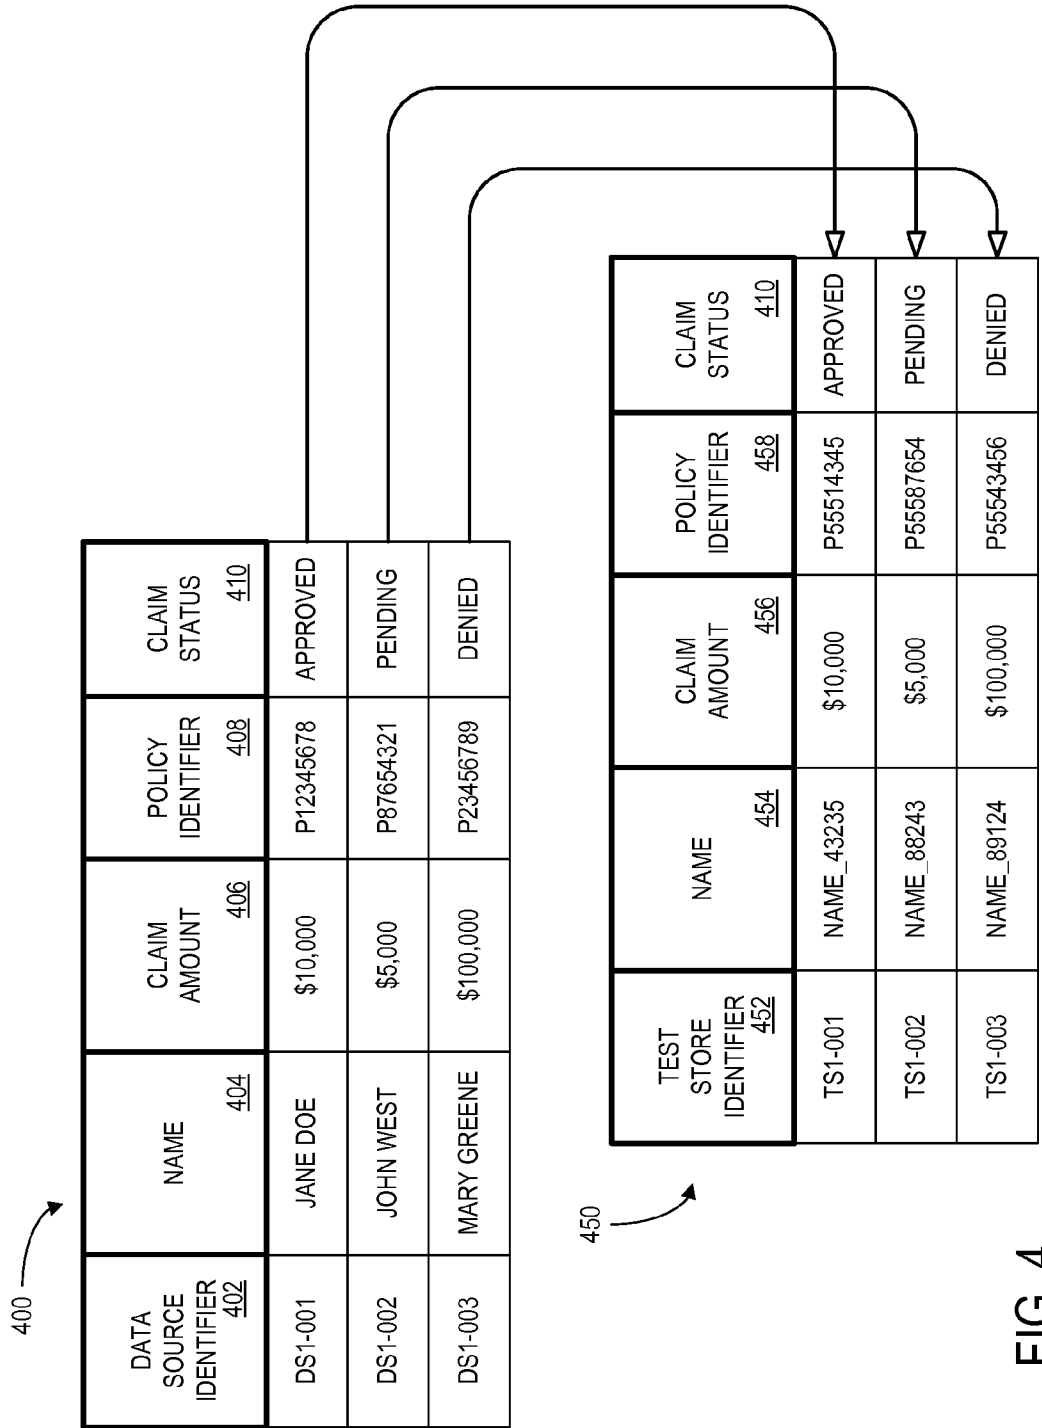 400
DATA
SOURCE
IDENTIFIER
402
NAME
404
CLAIM
AMOUNT
406
POLICY
IDENTIFIER
408
CLAIM
STATUS
410
DS1-001
JANE DOE
$10,000
P12345678
APPROVED
DS1-002
JOHN WEST
$5,000
P87654321
PENDING
DS1-003
MARY GREENE
$100,000
P23456789
DENIED
450
TEST
STORE
IDENTIFIER
452
NAME
454
CLAIM
AMOUNT
456
POLICY
IDENTIFIER
458
CLAIM
STATUS
410
TS1-001
NAME_43235
$10,000
P55514345
APPROVED
TS1-002
NAME_88243
$5,000
P55587654
PENDING
TS1-003
NAME_89124
$100,000
P55543456
DENIED
FIG. 4